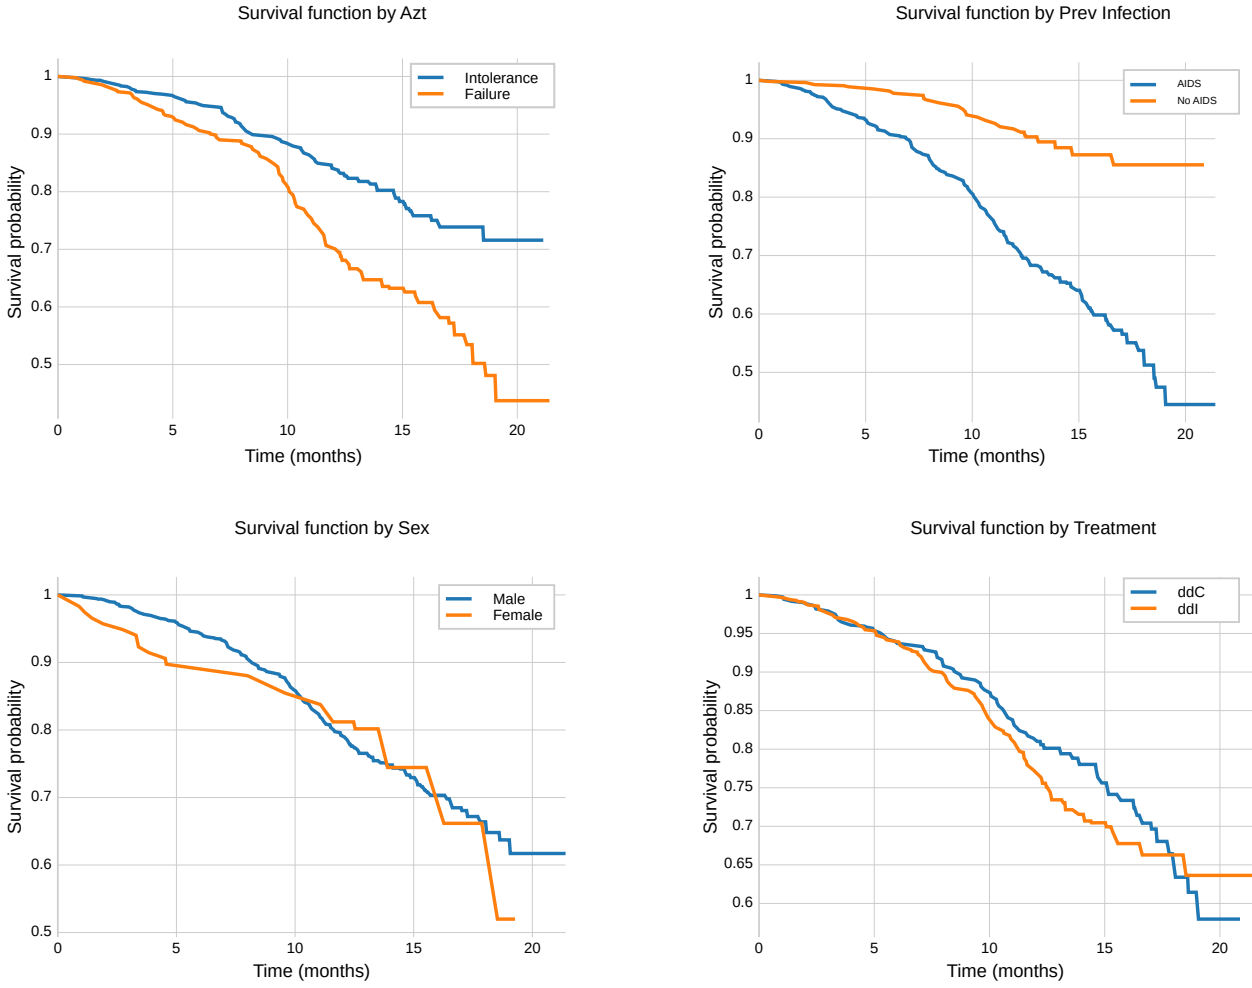 Survival function by Azt
Intolerance
Failure
Survival probability
1
0.9
0.8
0.7
0.6
0.5
0
5
10
15
20
Time (months)
Survival function by Prev Infection
AIDS
No AIDS
Survival probability
1
0.9
0.8
0.7
0.6
0.5
0
5
10
15
20
Time (months)
Survival function by Sex
Male
Female
Survival probability
1
0.9
0.8
0.7
0.6
0.5
0
5
10
15
20
Time (months)
Survival function by Treatment
ddC
ddI
Survival probability
1
0.95
0.9
0.85
0.8
0.75
0.7
0.65
0.6
0
5
10
15
20
Time (months)